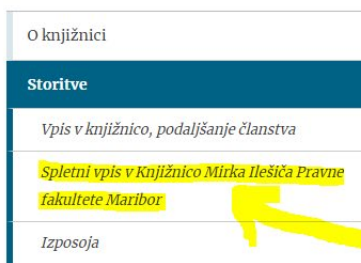 O knjižnici
Storitve
Vpis v knjižnico, podaljšanje članstva
Spletni vpis v Knjižnico Mirka Ilešiča Pravne
fakultete Maribor
Izposoja